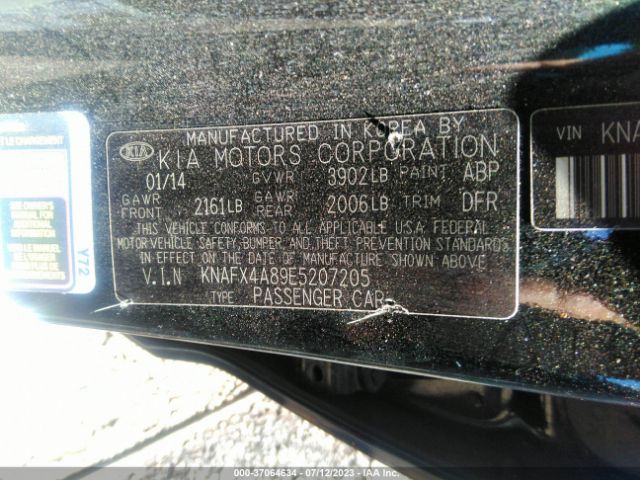 MANUFACTURED IN KOREA BY
KIA KIA MOTORS CORPORATION
01/14 GVWR 3902LB PAINT ABP
GAWR FRONT 2161LB GAWR REAR 2006LB TRIM DFR
THIS VEHICLE CONFORMS TO ALL APPLICABLE U.S.A. FEDERAL
MOTOR VEHICLE SAFETY, BUMPER, AND THEFT PREVENTION STANDARDS
IN EFFECT ON THE DATE OF MANUFACTURE SHOWN ABOVE
V.I.N KNAFX4A89E5207205
TYPE PASSENGER CAR
VIN KNA
Y72
000-37064634 - 07/12/2023 - IAA Inc.